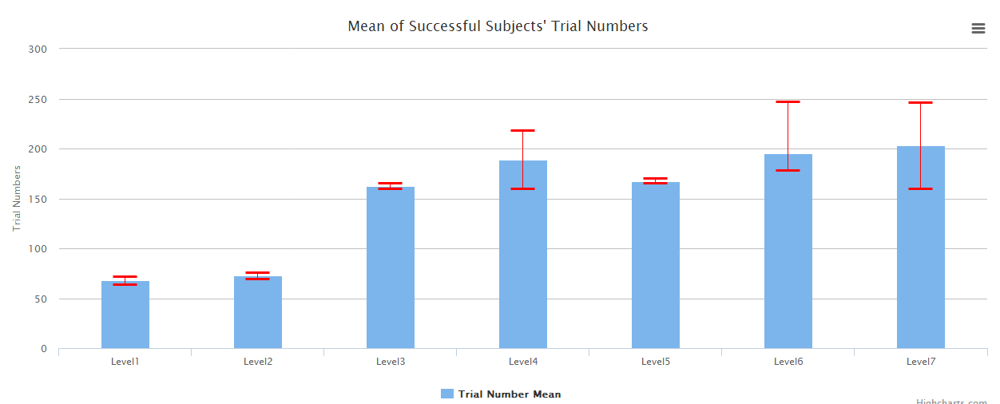 Mean of Successful Subjects' Trial Numbers
300
250
200
150
100
50
0
Trial Numbers
Level1 Level2 Level3 Level4 Level5 Level6 Level7
Trial Number Mean
Highcharts.com